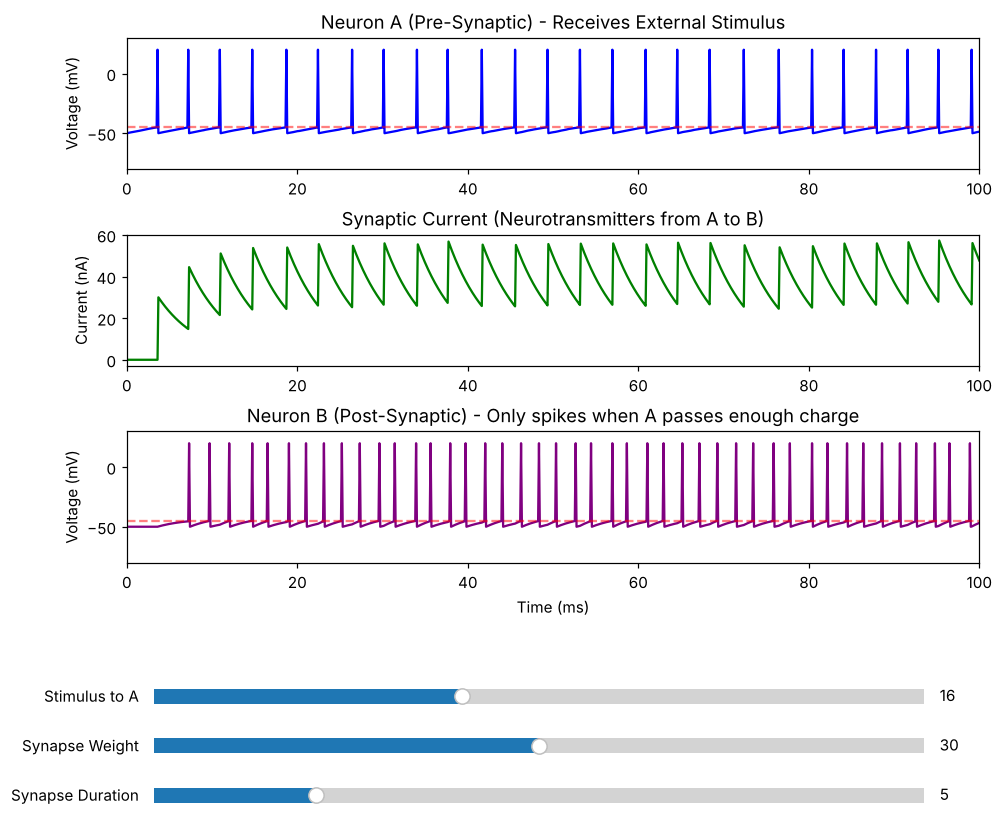 Neuron A (Pre-Synaptic) - Receives External Stimulus
Voltage (mV)
0
−50
0 20 40 60 80 100
Synaptic Current (Neurotransmitters from A to B)
Current (nA)
60
40
20
0
0 20 40 60 80 100
Neuron B (Post-Synaptic) - Only spikes when A passes enough charge
Voltage (mV)
0
−50
0 20 40 60 80 100
Time (ms)
Stimulus to A 16
Synapse Weight 30
Synapse Duration 5